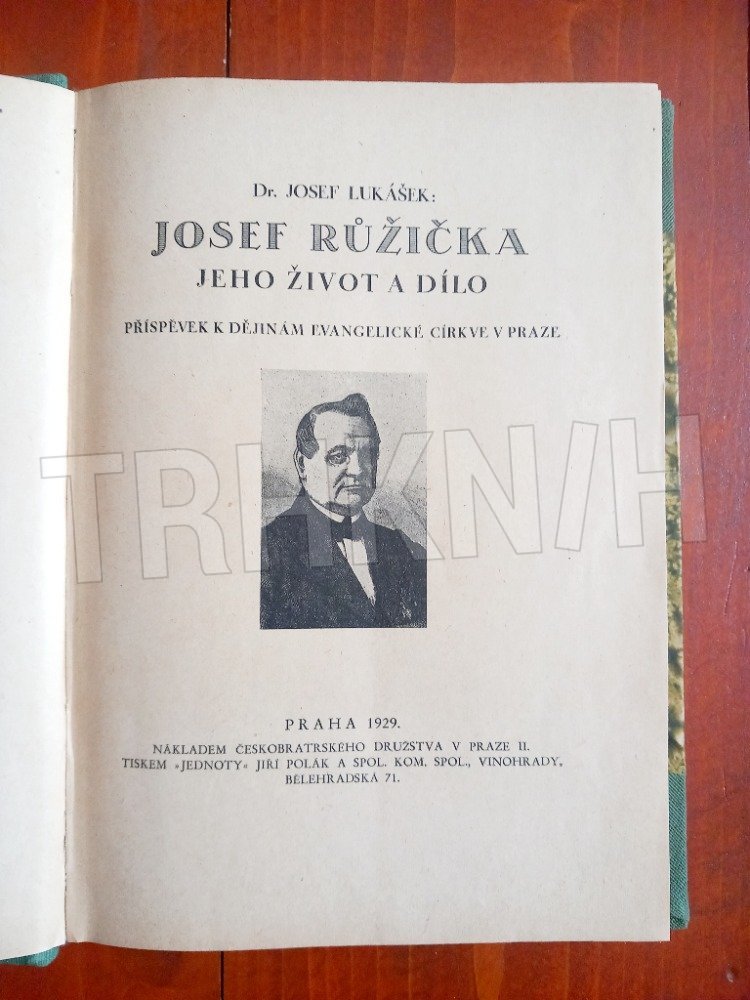 Dr. JOSEF LUKÁŠEK:
JOSEF RŮŽIČKA
JEHO ŽIVOT A DÍLO
PŘÍSPĚVEK K DĚJINÁM EVANGELICKÉ CÍRKVE V PRAZE
TRHKNIH
PRAHA 1929.
NÁKLADEM ČESKOBRATRSKÉHO DRUŽSTVA V PRAZE II.
TISKEM »JEDNOTY« JIŘÍ POLÁK A SPOL. KOM. SPOL., VINOHRADY,
BĚLEHRADSKÁ 71.